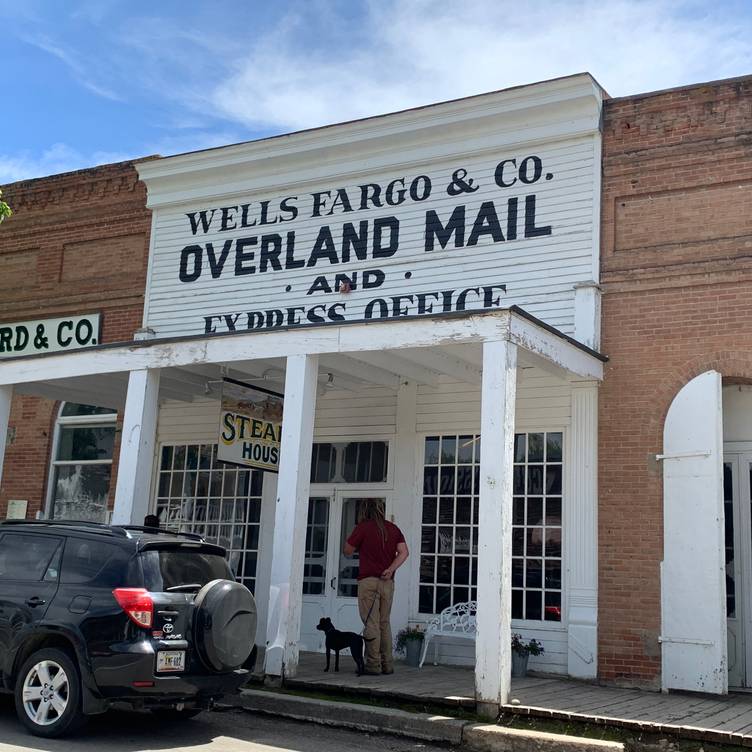 WELLS FARGO & CO.
OVERLAND MAIL
· AND ·
EXPRESS OFFICE
RD & CO.
STEA
HOUS